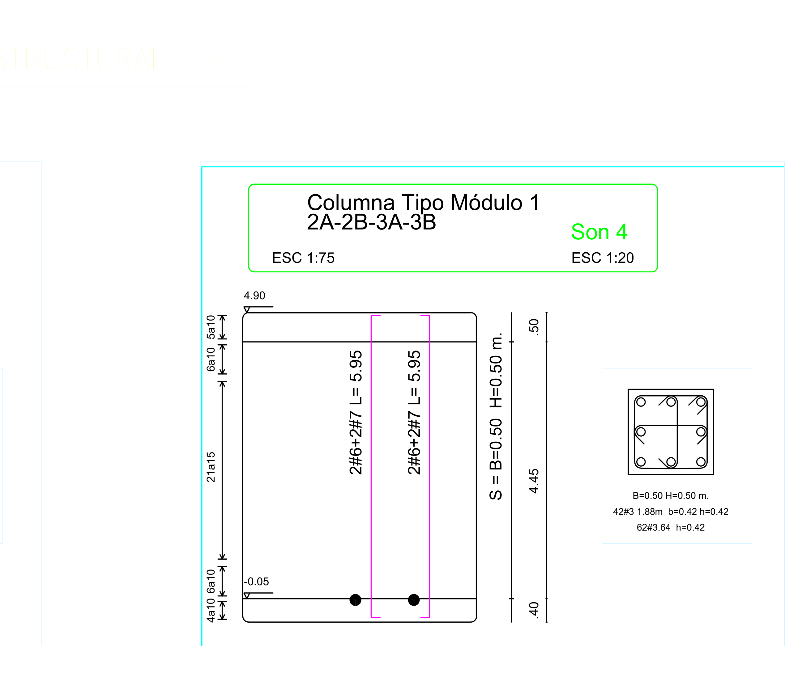 Columna Tipo Módulo 1
2A-2B-3A-3B
Son 4
ESC 1:75
ESC 1:20
4.90
5a10
6a10
21a15
6a10
4a10
-0.05
2#6+2#7 L= 5.95
2#6+2#7 L= 5.95
S = B=0.50 H=0.50 m.
.50
4.45
.40
B=0.50 H=0.50 m.
42#3 1.88m b=0.42 h=0.42
62#3.64 h=0.42